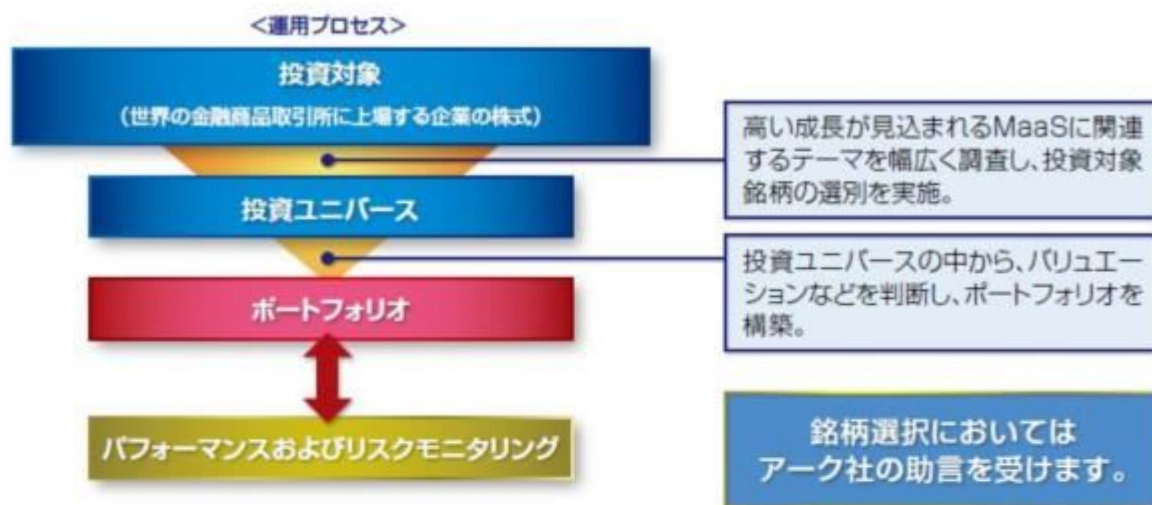 ＜運用プロセス＞
投資対象
（世界の金融商品取引所に上場する企業の株式）
高い成長が見込まれるMaaSに関連
するテーマを幅広く調査し、投資対象
銘柄の選別を実施。
投資ユニバース
投資ユニバースの中から、バリュエー
ションなどを判断し、ポートフォリオを
構築。
ポートフォリオ
パフォーマンスおよびリスクモニタリング
銘柄選択においては
アーク社の助言を受けます。